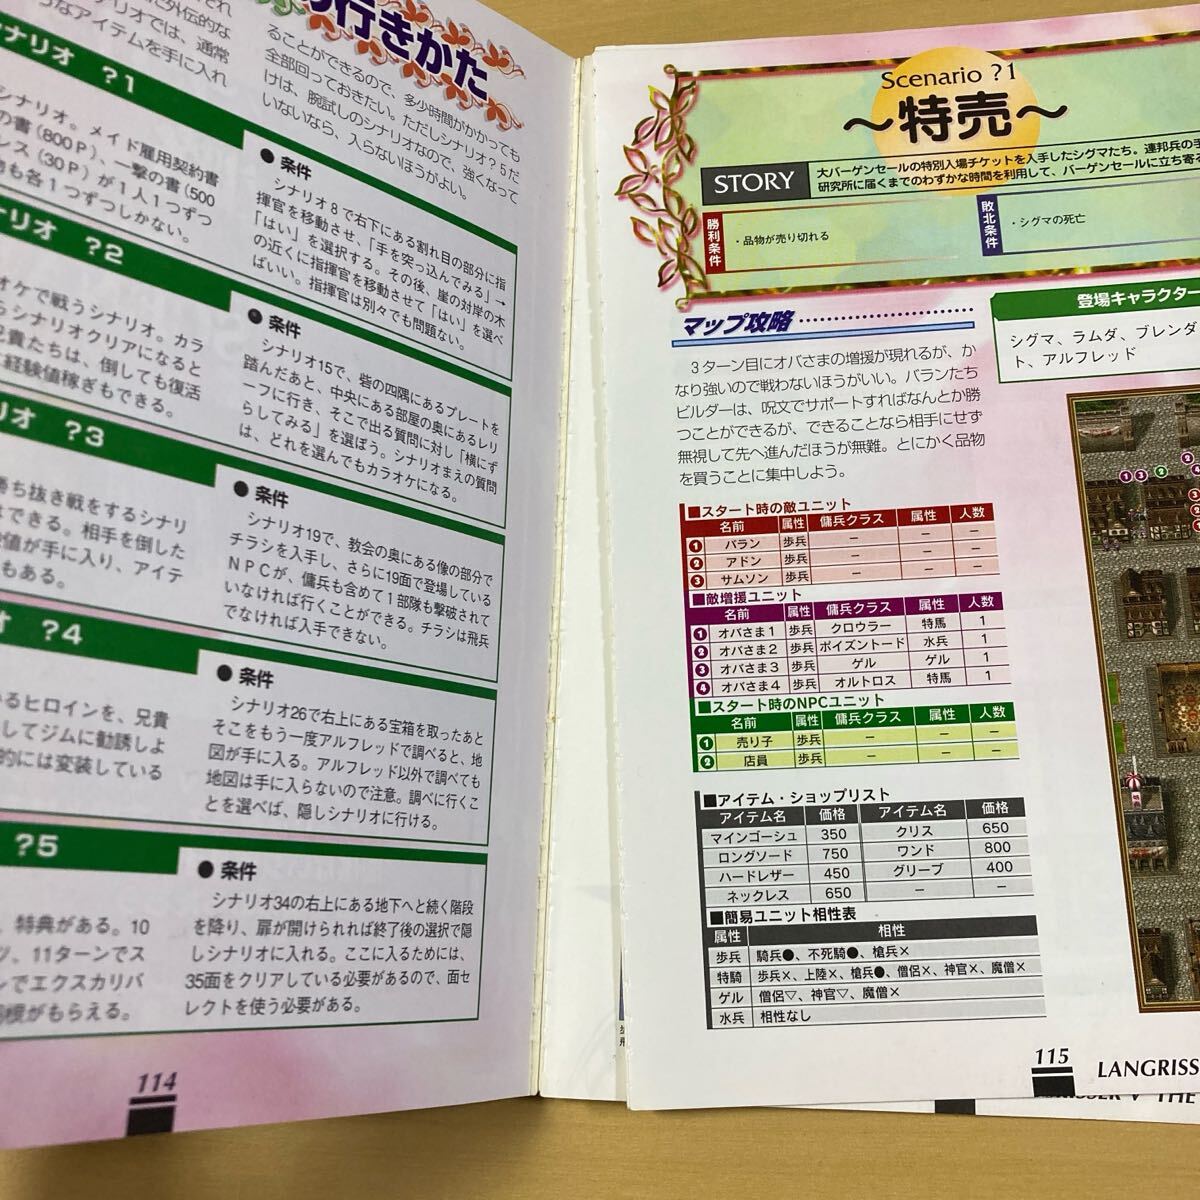 行きかた
ることができるので、多少時間がかかっても
全部回っておきたい。ただしシナリオ?5だ
けは、腕試しのシナリオなので、強くなって
いないなら、入らないほうがよい。
外伝的な
リオでは、通常
なアイテムを手に入れ
シナリオ ?1
シナリオ。メイド雇用契約書
の書(800P)、一撃の書(500
レス(30P)が1人1つずつ
物も各1つずつしかない。
●条件
シナリオ8で右下にある割れ目の部分に指
揮官を移動させ、「手を突っ込んでみる」→
「はい」を選択する。その後、崖の対岸の木
の近くに指揮官を移動させて「はい」を選べ
ばいい。指揮官は別々でも問題ない。
ナリオ ?2
オケで戦うシナリオ。カラ
らシナリオクリアになると
兄貴たちは、倒しても復活
に経験値稼ぎもできる。
●条件
シナリオ15で、砦の四隅にあるプレートを
踏んだあと、中央にある部屋の奥にあるレリ
ーフに行き、そこで出る質問に対し「横にず
らしてみる」を選ぼう。シナリオまえの質問
は、どれを選んでもカラオケになる。
リオ ?3
勝ち抜き戦をするシナリ
はできる。相手を倒した
験値が手に入り、アイテ
もある。
●条件
シナリオ19で、教会の奥にある像の部分で
チラシを入手し、さらに19面で登場している
NPCが、傭兵も含めて1部隊も撃破されて
いなければ行くことができる。チラシは飛兵
でなければ入手できない。
オ ?4
いるヒロインを、兄貴
してジムに勧誘しよ
的には変装している
●条件
シナリオ26で右上にある宝箱を取ったあと
そこをもう一度アルフレッドで調べると、地
図が手に入る。アルフレッド以外で調べても
地図は手に入らないので注意。調べに行くこ
とを選べば、隠しシナリオに行ける。
?5
、特典がある。10
ツ、11ターンでス
ンでエクスカリバ
がもらえる。
●条件
シナリオ34の右上にある地下へと続く階段
を降り、扉が開けられれば終了後の選択で隠
しシナリオに入れる。ここに入るためには、
35面をクリアしている必要があるので、面セ
レクトを使う必要がある。
114
Scenario ?1
~特売~
STORY
大バーゲンセールの特別入場チケットを入手したシグマたち。連邦兵の手
研究所に届くまでのわずかな時間を利用して、バーゲンセールに立ち寄る
勝利条件
・品物が売り切れる
敗北条件
・シグマの死亡
マップ攻略
3ターン目にオバさまの増援が現れるが、か
なり強いので戦わないほうがいい。バランたち
ビルダーは、呪文でサポートすればなんとか勝
つことができるが、できることなら相手にせず
無視して先へ進んだほうが無難。とにかく品物
を買うことに集中しよう。
登場キャラクター
シグマ、ラムダ、ブレンダ
ト、アルフレッド
■スタート時の敵ユニット
名前 属性 傭兵クラス 属性 人数
1 バラン 歩兵 － － －
2 アドン 歩兵 － － －
3 サムソン 歩兵 － － －
■敵増援ユニット
名前 属性 傭兵クラス 属性 人数
1 オバさま1 歩兵 クロウラー 特馬 1
2 オバさま2 歩兵 ポイズントード 水兵 1
3 オバさま3 歩兵 ゲル ゲル 1
4 オバさま4 歩兵 オルトロス 特馬 1
■スタート時のNPCユニット
名前 属性 傭兵クラス 属性 人数
1 売り子 歩兵 － － －
2 店員 歩兵 － － －
■アイテム・ショップリスト
アイテム名 価格 アイテム名 価格
マインゴーシュ 350 クリス 650
ロングソード 750 ワンド 800
ハードレザー 450 グリーブ 400
ネックレス 650 － －
■簡易ユニット相性表
属性 相性
歩兵 騎兵●、不死騎●、槍兵×
特騎 歩兵×、上陸×、槍兵●、僧侶×、神官×、魔僧×
ゲル 僧侶▽、神官▽、魔僧×
水兵 相性なし
115
LANGRISS
V THE